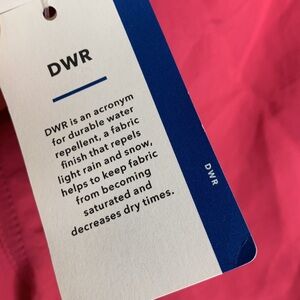 DWR
DWR is an acronym
for durable water
repellent, a fabric
finish that repels
light rain and snow,
helps to keep fabric
from becoming
saturated and
decreases dry times.
DWR